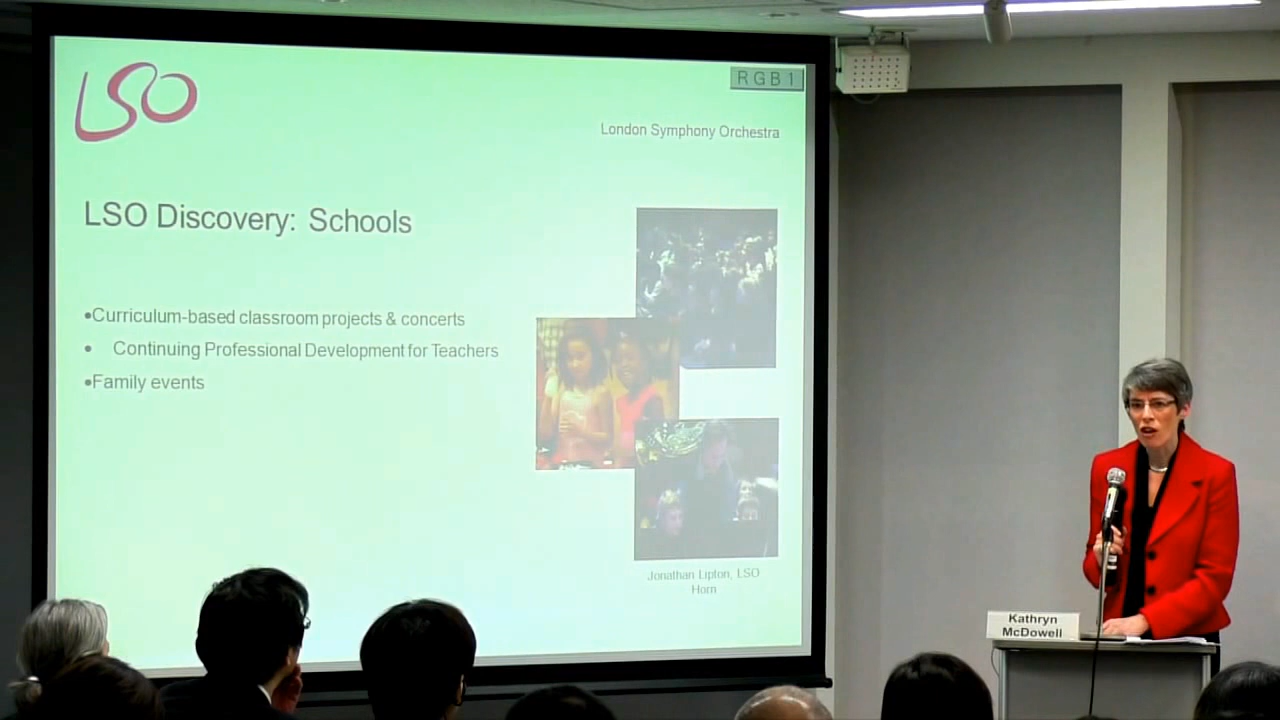 LSO
RGB1
London Symphony Orchestra
LSO Discovery: Schools
•Curriculum-based classroom projects & concerts
• Continuing Professional Development for Teachers
•Family events
Jonathan Lipton, LSO
Horn
Kathryn
McDowell